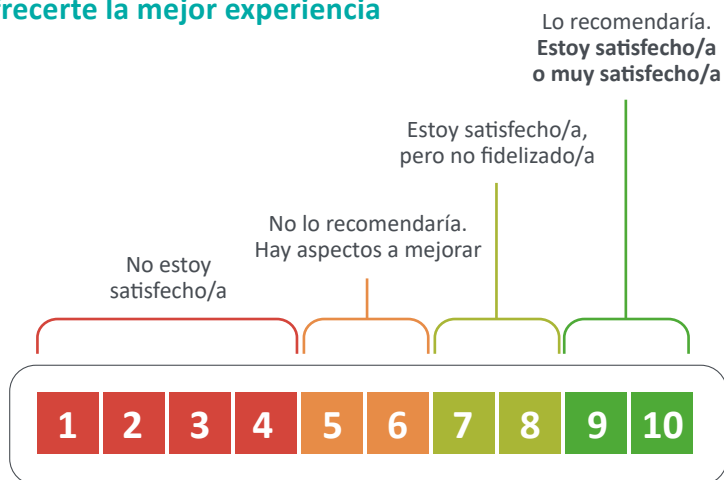 frecerte la mejor experiencia
Lo recomendaría.
Estoy satisfecho/a
o muy satisfecho/a
Estoy satisfecho/a,
pero no fidelizado/a
No lo recomendaría.
Hay aspectos a mejorar
No estoy
satisfecho/a
1 2 3 4 5 6 7 8 9 10